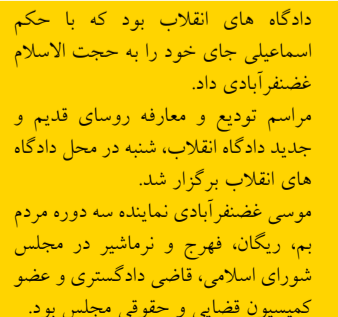 دادگاه های انقلاب بود که با حکم
اسماعیلی جای خود را به حجت الاسلام
غضنفرآبادی داد.
مراسم تودیع و معارفه روسای قدیم و
جدید دادگاه انقلاب، شنبه در محل دادگاه
های انقلاب برگزار شد.
موسی غضنفرآبادی نماینده سه دوره مردم
بم، ریگان، فهرج و نرماشیر در مجلس
شورای اسلامی، قاضی دادگستری و عضو
کمیسیون قضایی و حقوقی مجلس بود.